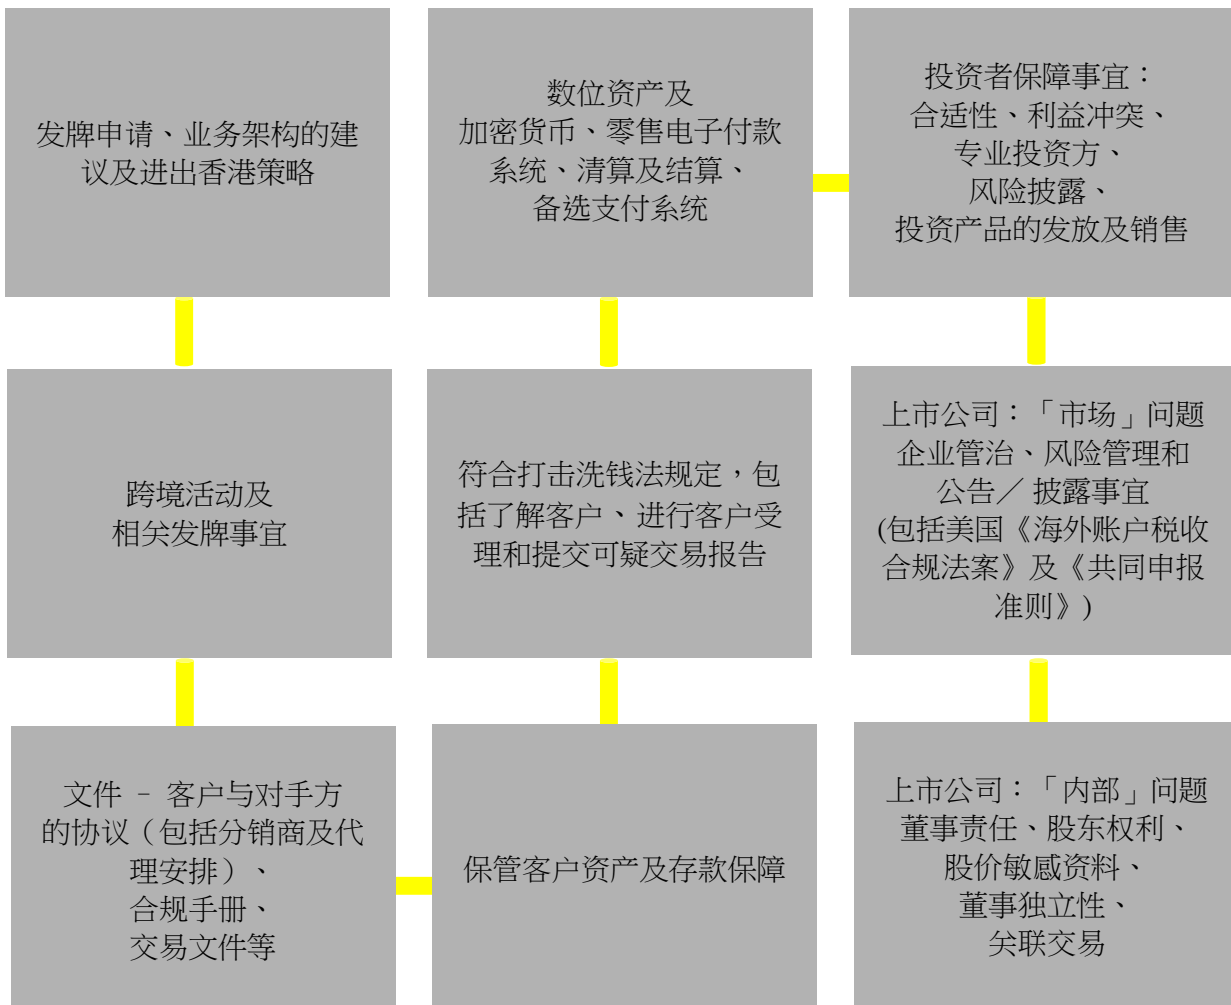 发牌申请、业务架构的建
议及进出香港策略
跨境活动及
相关发牌事宜
文件 - 客户与对手方
的协议（包括分销商及代
理安排）、
合规手册、
交易文件等
保管客户资产及存款保障
符合打击洗钱法规定，包
括了解客户、进行客户受
理和提交可疑交易报告
数位资产及
加密货币、零售电子付款
系统、清算及结算、
备选支付系统
投资者保障事宜：
合适性、利益冲突、
专业投资方、
风险披露、
投资产品的发放及销售
上市公司：「市场」问题
企业管治、风险管理和
公告／披露事宜
(包括美国《海外账户税收
合规法案》及《共同申报
准则》)
上市公司：「内部」问题
董事责任、股东权利、
股价敏感资料、
董事独立性、
关联交易